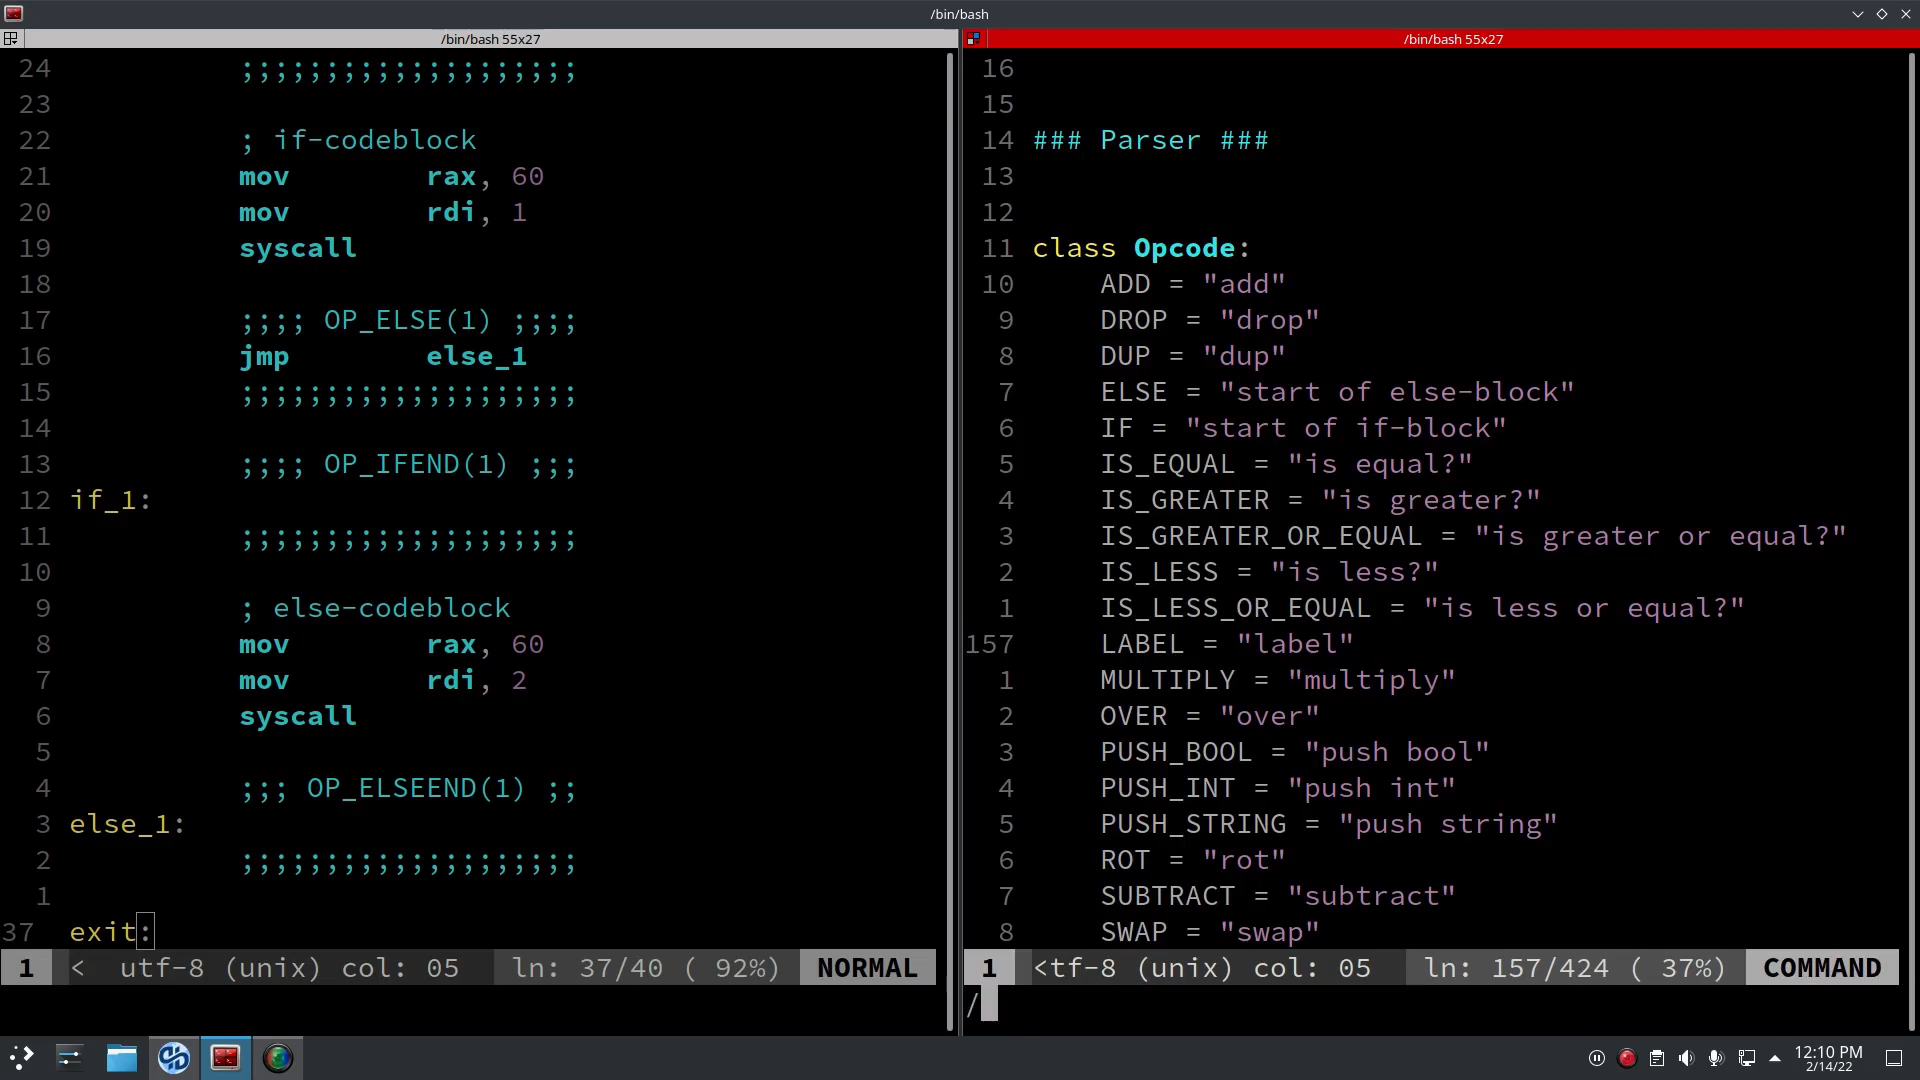 /bin/bash
/bin/bash 55x27
24 ;;;;;;;;;;;;;;;;;;;;
23
22 ; if-codeblock
21 mov rax, 60
20 mov rdi, 1
19 syscall
18
17 ;;;; OP_ELSE(1) ;;;;
16 jmp else_1
15 ;;;;;;;;;;;;;;;;;;;;
14
13 ;;;; OP_IFEND(1) ;;;
12 if_1:
11 ;;;;;;;;;;;;;;;;;;;;
10
9 ; else-codeblock
8 mov rax, 60
7 mov rdi, 2
6 syscall
5
4 ;;; OP_ELSEEND(1) ;;
3 else_1:
2 ;;;;;;;;;;;;;;;;;;;;
1
37 exit:
1 < utf-8 (unix) col: 05 ln: 37/40 ( 92%) NORMAL
/bin/bash 55x27
16
15
14 ### Parser ###
13
12
11 class Opcode:
10 ADD = "add"
9 DROP = "drop"
8 DUP = "dup"
7 ELSE = "start of else-block"
6 IF = "start of if-block"
5 IS_EQUAL = "is equal?"
4 IS_GREATER = "is greater?"
3 IS_GREATER_OR_EQUAL = "is greater or equal?"
2 IS_LESS = "is less?"
1 IS_LESS_OR_EQUAL = "is less or equal?"
157 LABEL = "label"
1 MULTIPLY = "multiply"
2 OVER = "over"
3 PUSH_BOOL = "push bool"
4 PUSH_INT = "push int"
5 PUSH_STRING = "push string"
6 ROT = "rot"
7 SUBTRACT = "subtract"
8 SWAP = "swap"
1 <tf-8 (unix) col: 05 ln: 157/424 ( 37%) COMMAND
/
12:10 PM
2/14/22